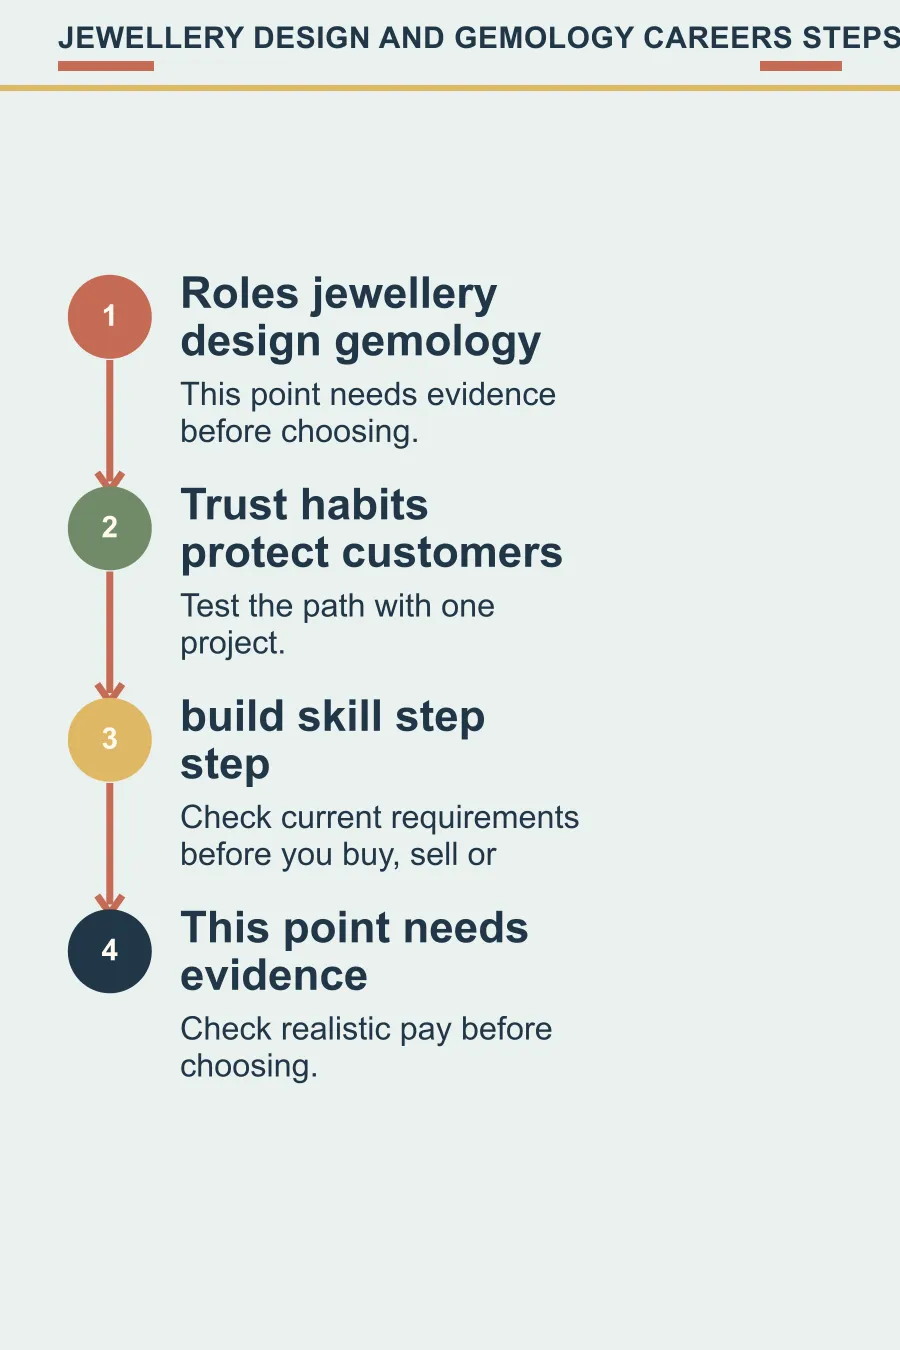 JEWELLERY DESIGN AND GEMOLOGY CAREERS STEPS
1
Roles jewellery
design gemology
This point needs evidence
before choosing.
2
Trust habits
protect customers
Test the path with one
project.
3
build skill step
step
Check current requirements
before you buy, sell or
4
This point needs
evidence
Check realistic pay before
choosing.